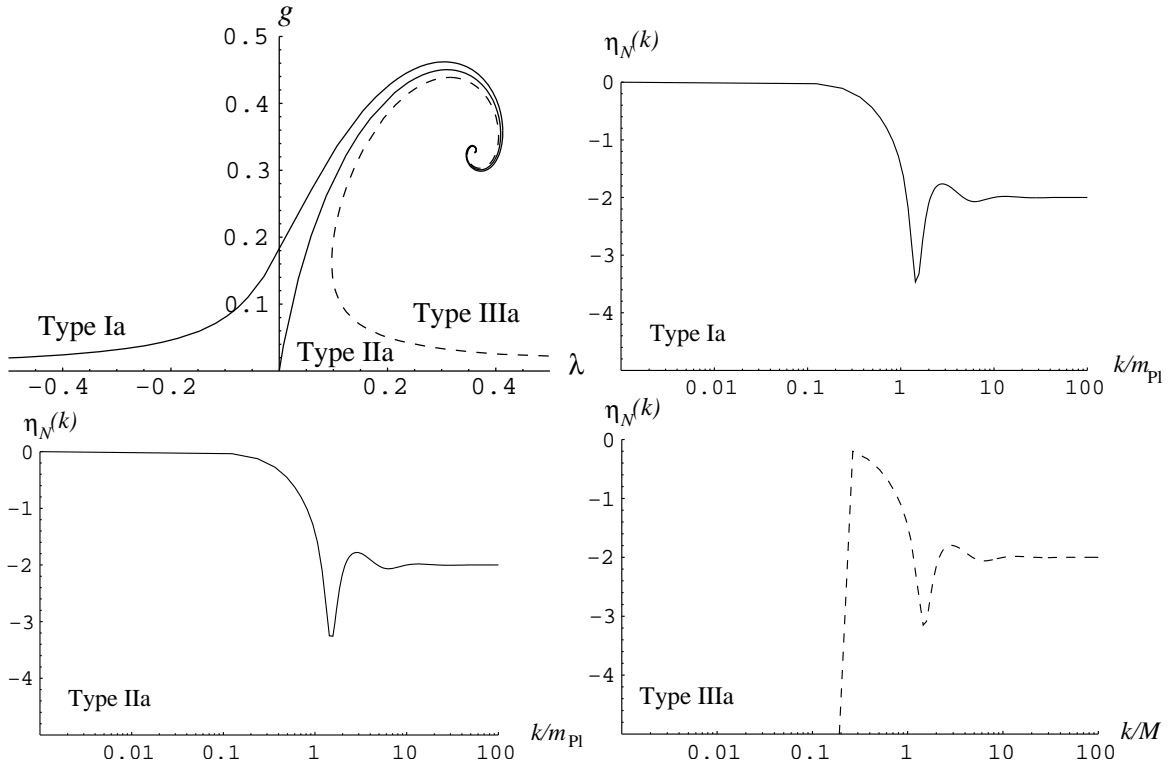 g
0.5
0.4
0.3
0.2
0.1
Type Ia
Type IIa
Type IIIa
λ
−0.4 −0.2 0.2 0.4
η_N(k)
0
−1
−2
−3
−4
Type Ia
k/m_Pl
0.01 0.1 1 10 100
η_N(k)
0
−1
−2
−3
−4
Type IIa
k/m_Pl
0.01 0.1 1 10 100
η_N(k)
0
−1
−2
−3
−4
Type IIIa
k/M
0.01 0.1 1 10 100